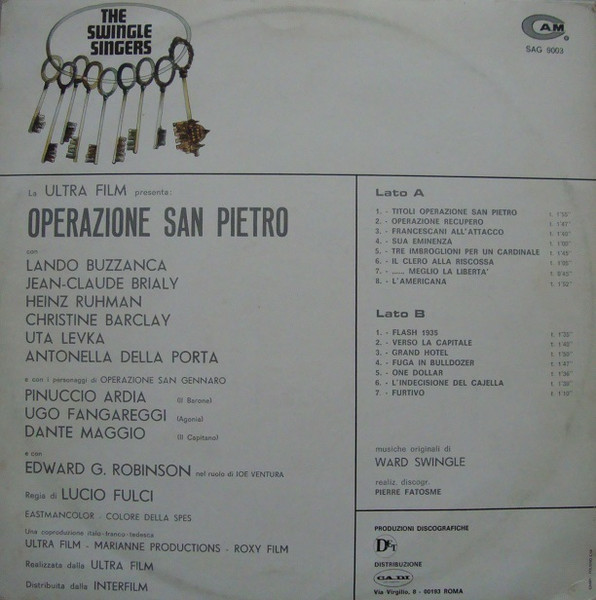 THE
SWINGLE
SINGERS
CAM
SAG 9003
La ULTRA FILM presenta:
OPERAZIONE SAN PIETRO
con
LANDO BUZZANCA
JEAN-CLAUDE BRIALY
HEINZ RUHMAN
CHRISTINE BARCLAY
UTA LEVKA
ANTONELLA DELLA PORTA
e con i personaggi di OPERAZIONE SAN GENNARO
PINUCCIO ARDIA (Il Barone)
UGO FANGAREGGI (Agonia)
DANTE MAGGIO (Il Capitano)
e con
EDWARD G. ROBINSON nel ruolo di JOE VENTURA
Regia di LUCIO FULCI
EASTMANCOLOR - COLORE DELLA SPES
Una coproduzione italo-franco-tedesca
ULTRA FILM - MARIANNE PRODUCTIONS - ROXY FILM
Realizzata dalla ULTRA FILM
Distribuita dalla INTERFILM
Lato A
1. - TITOLI OPERAZIONE SAN PIETRO
2. - OPERAZIONE RECUPERO
3. - FRANCESCANI ALL'ATTACCO
4. - SUA EMINENZA
5. - TRE IMBROGLIONI PER UN CARDINALE
6. - IL CLERO ALLA RISCOSSA
7. - ..... MEGLIO LA LIBERTA'
8. - L'AMERICANA
Lato B
1. - FLASH 1935
2. - VERSO LA CAPITALE
3. - GRAND HOTEL
4. - FUGA IN BULLDOZER
5. - ONE DOLLAR
6. - L'INDECISIONE DEL CAJELLA
7. - FURTIVO
musiche originali di
WARD SWINGLE
realiz. discogr.
PIERRE FATOSME
PRODUZIONI DISCOGRAFICHE
DET
DISTRIBUZIONE
CA.DI
Via Virgilio, 8 - 00193 ROMA